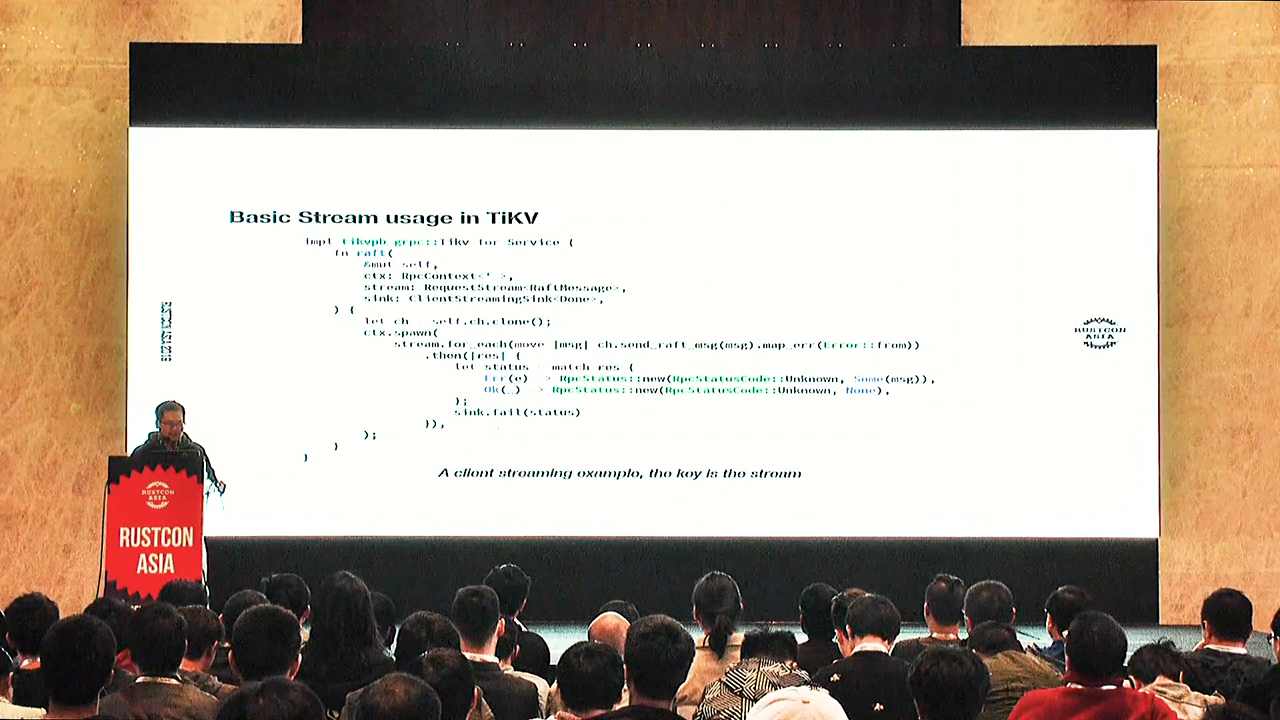 Basic Stream usage in TiKV
impl tikvpb_grpc::Tikv for Service {
fn raft(
&mut self,
ctx: RpcContext<'_>,
stream: RequestStream<RaftMessage>,
sink: ClientStreamingSink<Done>,
) {
let ch = self.ch.clone();
ctx.spawn(
stream.for_each(move |msg| ch.send_raft_msg(msg).map_err(Error::from))
.then(|res| {
let status = match res {
Err(e) => RpcStatus::new(RpcStatusCode::Unknown, Some(msg)),
Ok(_) => RpcStatus::new(RpcStatusCode::Unknown, None),
};
sink.fail(status)
}),
);
}
}
A client streaming example, the key is the stream
RUSTCON ASIA 2019
RUSTCON
ASIA
RUSTCON
ASIA
RUSTCON
ASIA